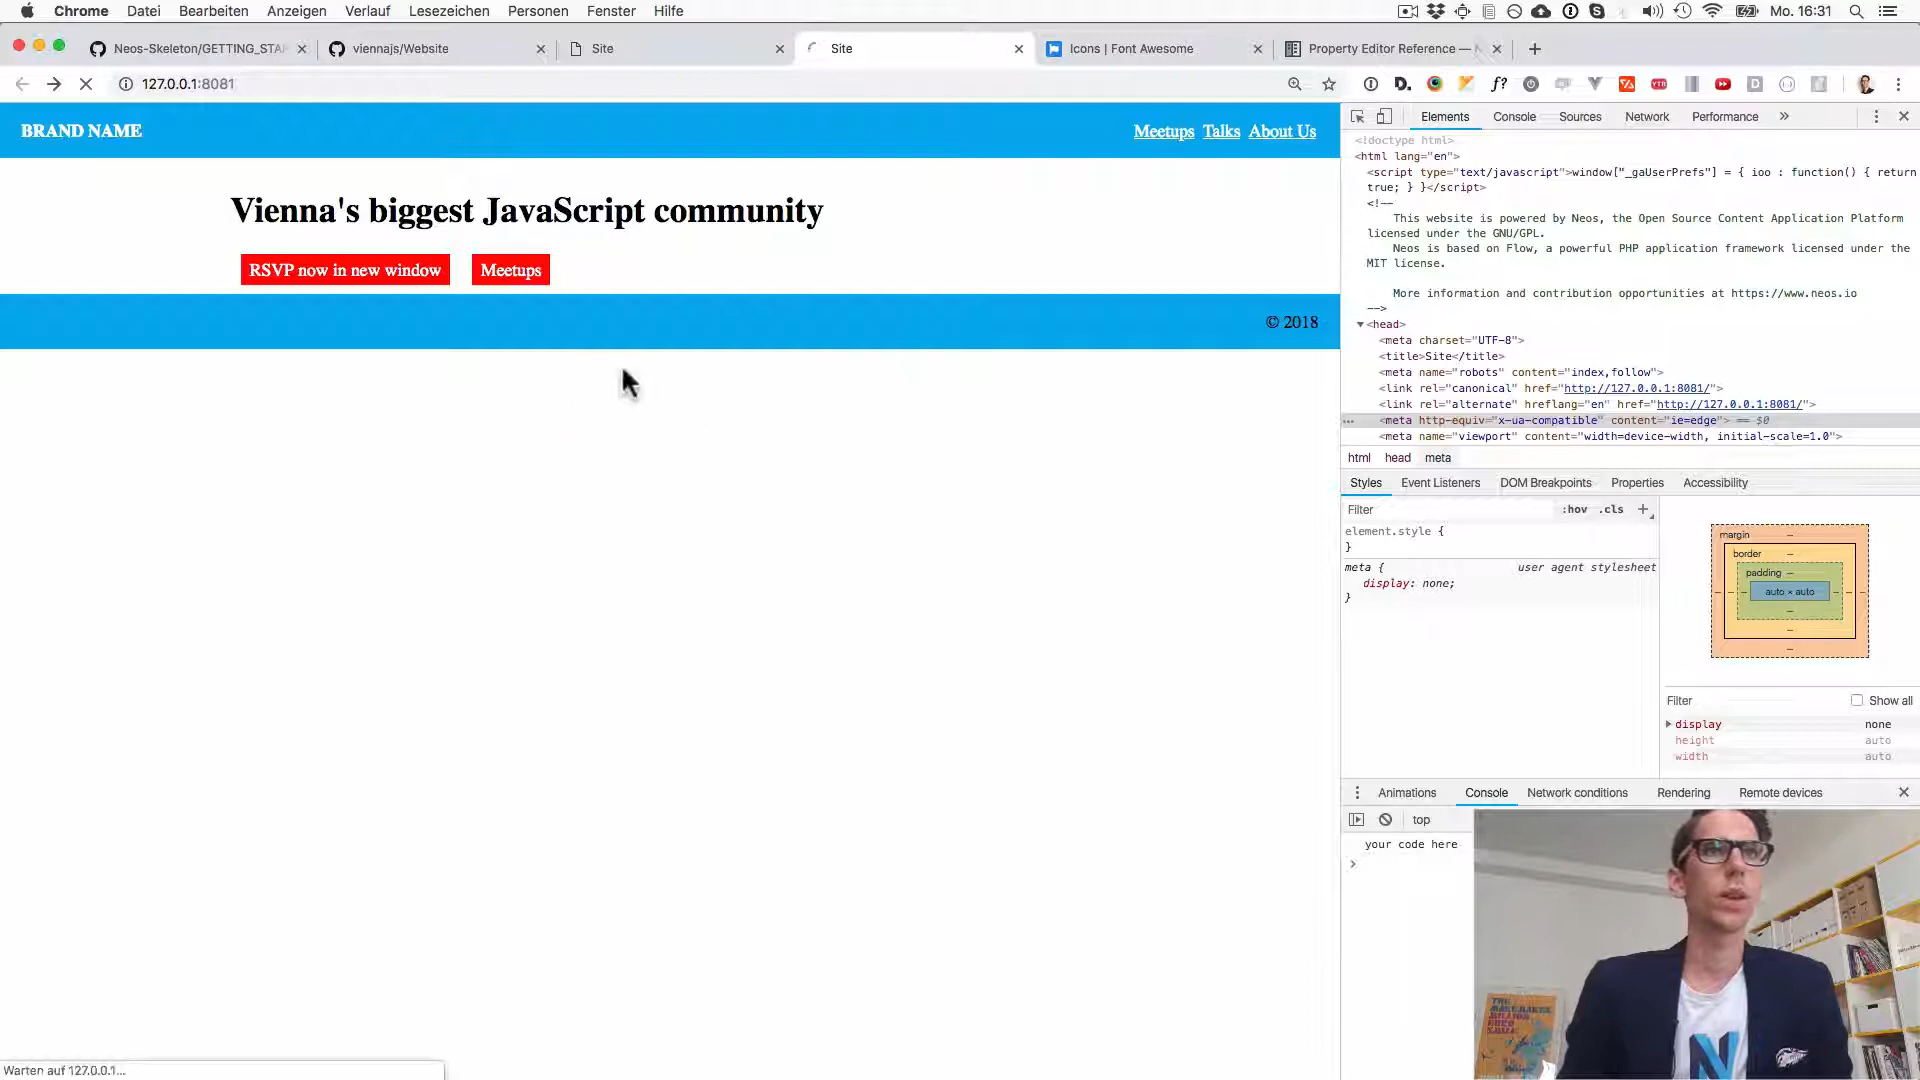 Chrome Datei Bearbeiten Anzeigen Verlauf Lesezeichen Personen Fenster Hilfe Mo. 16:31
Neos-Skeleton/GETTING_STA viennajs/Website Site Site Icons | Font Awesome Property Editor Reference —
127.0.0.1:8081
BRAND NAME Meetups Talks About Us
Vienna's biggest JavaScript community
RSVP now in new window Meetups
© 2018
Warten auf 127.0.0.1...
Elements Console Sources Network Performance »
<!doctype html>
<html lang="en">
<script type="text/javascript">window["_gaUserPrefs"] = { ioo : function() { return
true; } }</script>
<!--
This website is powered by Neos, the Open Source Content Application Platform
licensed under the GNU/GPL.
Neos is based on Flow, a powerful PHP application framework licensed under the
MIT license.
More information and contribution opportunities at https://www.neos.io
-->
<head>
<meta charset="UTF-8">
<title>Site</title>
<meta name="robots" content="index,follow">
<link rel="canonical" href="http://127.0.0.1:8081/">
<link rel="alternate" hreflang="en" href="http://127.0.0.1:8081/">
<meta http-equiv="x-ua-compatible" content="ie=edge"> == $0
<meta name="viewport" content="width=device-width, initial-scale=1.0">
html head meta
Styles Event Listeners DOM Breakpoints Properties Accessibility
Filter :hov .cls +
element.style {
}
meta { user agent stylesheet
display: none;
}
margin –
border –
padding –
auto × auto
Filter Show all
display none
height auto
width auto
Animations Console Network conditions Rendering Remote devices
top
your code here
>